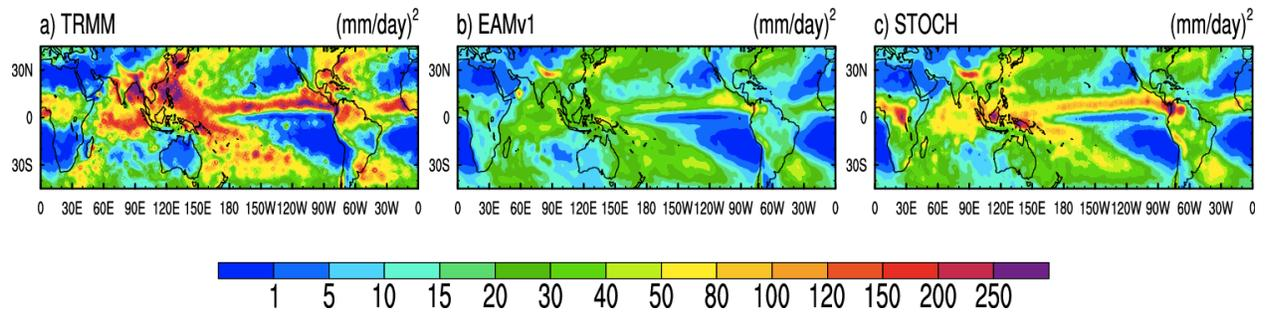 a) TRMM (mm/day)² b) EAMv1 (mm/day)² c) STOCH (mm/day)²
30N 30N 30N
0 0 0
30S 30S 30S
0 30E 60E 90E 120E 150E 180 150W 120W 90W 60W 30W 0 0 30E 60E 90E 120E 150E 180 150W 120W 90W 60W 30W 0 0 30E 60E 90E 120E 150E 180 150W 120W 90W 60W 30W 0
1 5 10 15 20 30 40 50 80 100 120 150 200 250